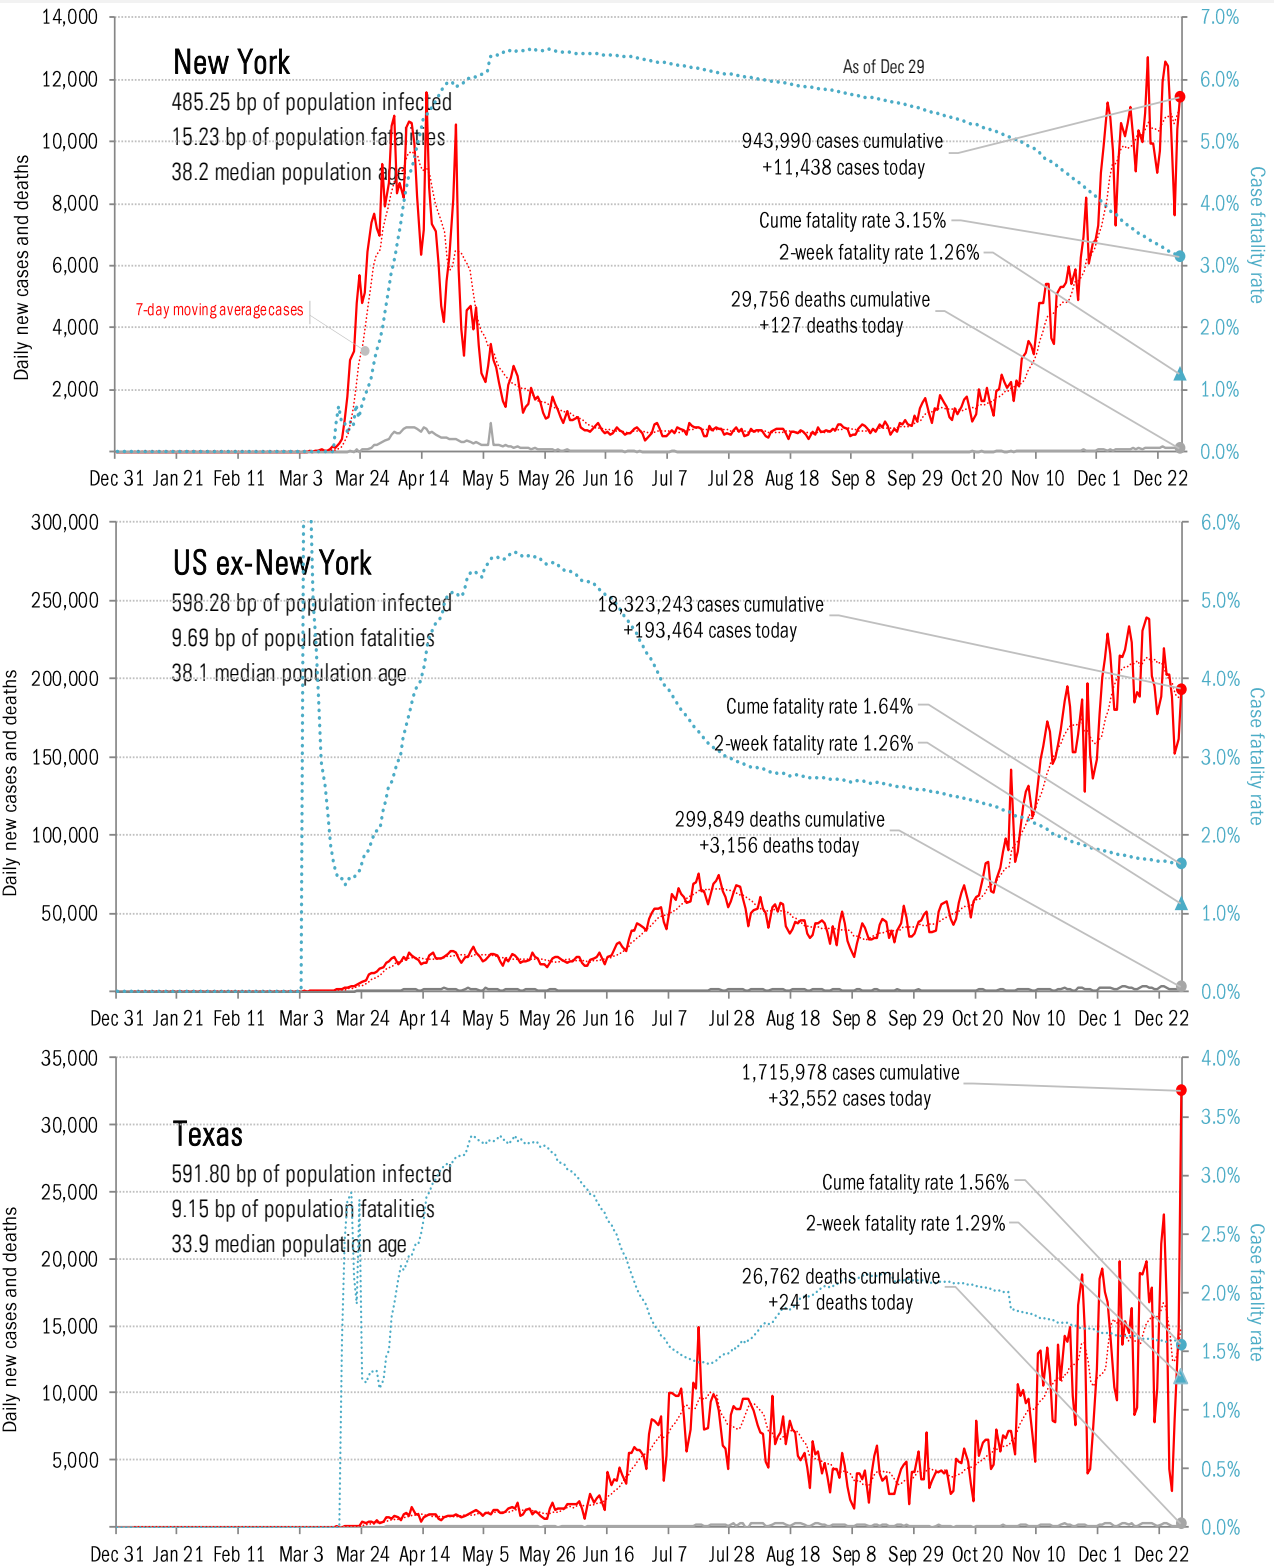 14,000
7.0%
New York
As of Dec 29
12,000
6.0%
485.25 bp of population infected
15.23 bp of population fatalities
38.2 median population age
10,000
5.0%
943,990 cases cumulative
+11,438 cases today
8,000
4.0%
Cume fatality rate 3.15%
2-week fatality rate 1.26%
6,000
3.0%
29,756 deaths cumulative
+127 deaths today
7-day moving average cases
4,000
2.0%
2,000
1.0%
0.0%
Daily new cases and deaths
Case fatality rate
Dec 31 Jan 21 Feb 11 Mar 3 Mar 24 Apr 14 May 5 May 26 Jun 16 Jul 7 Jul 28 Aug 18 Sep 8 Sep 29 Oct 20 Nov 10 Dec 1 Dec 22
300,000
6.0%
US ex-New York
250,000
5.0%
598.28 bp of population infected
9.69 bp of population fatalities
38.1 median population age
18,323,243 cases cumulative
+193,464 cases today
200,000
4.0%
Cume fatality rate 1.64%
2-week fatality rate 1.26%
150,000
3.0%
299,849 deaths cumulative
+3,156 deaths today
100,000
2.0%
50,000
1.0%
0.0%
Daily new cases and deaths
Case fatality rate
Dec 31 Jan 21 Feb 11 Mar 3 Mar 24 Apr 14 May 5 May 26 Jun 16 Jul 7 Jul 28 Aug 18 Sep 8 Sep 29 Oct 20 Nov 10 Dec 1 Dec 22
35,000
4.0%
1,715,978 cases cumulative
+32,552 cases today
3.5%
30,000
Texas
591.80 bp of population infected
9.15 bp of population fatalities
33.9 median population age
3.0%
25,000
Cume fatality rate 1.56%
2-week fatality rate 1.29%
2.5%
20,000
26,762 deaths cumulative
+241 deaths today
2.0%
15,000
1.5%
10,000
1.0%
5,000
0.5%
0.0%
Daily new cases and deaths
Case fatality rate
Dec 31 Jan 21 Feb 11 Mar 3 Mar 24 Apr 14 May 5 May 26 Jun 16 Jul 7 Jul 28 Aug 18 Sep 8 Sep 29 Oct 20 Nov 10 Dec 1 Dec 22